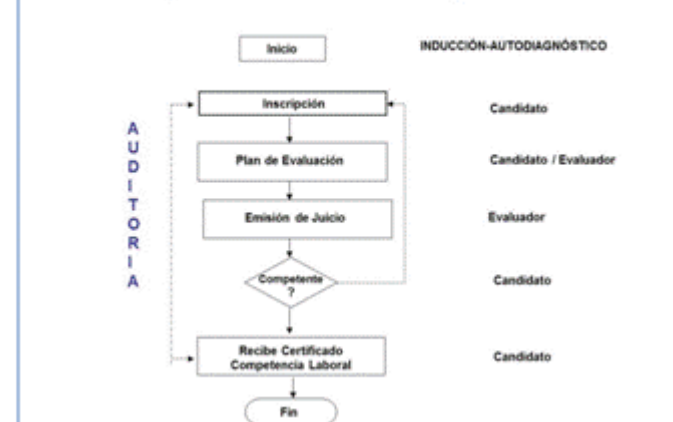 Inicio
INDUCCIÓN-AUTODIAGNÓSTICO
Inscripción
Candidato
AUDITORIA
Plan de Evaluación
Candidato / Evaluador
Emisión de Juicio
Evaluador
Competente
?
Candidato
Recibe Certificado
Competencia Laboral
Candidato
Fin